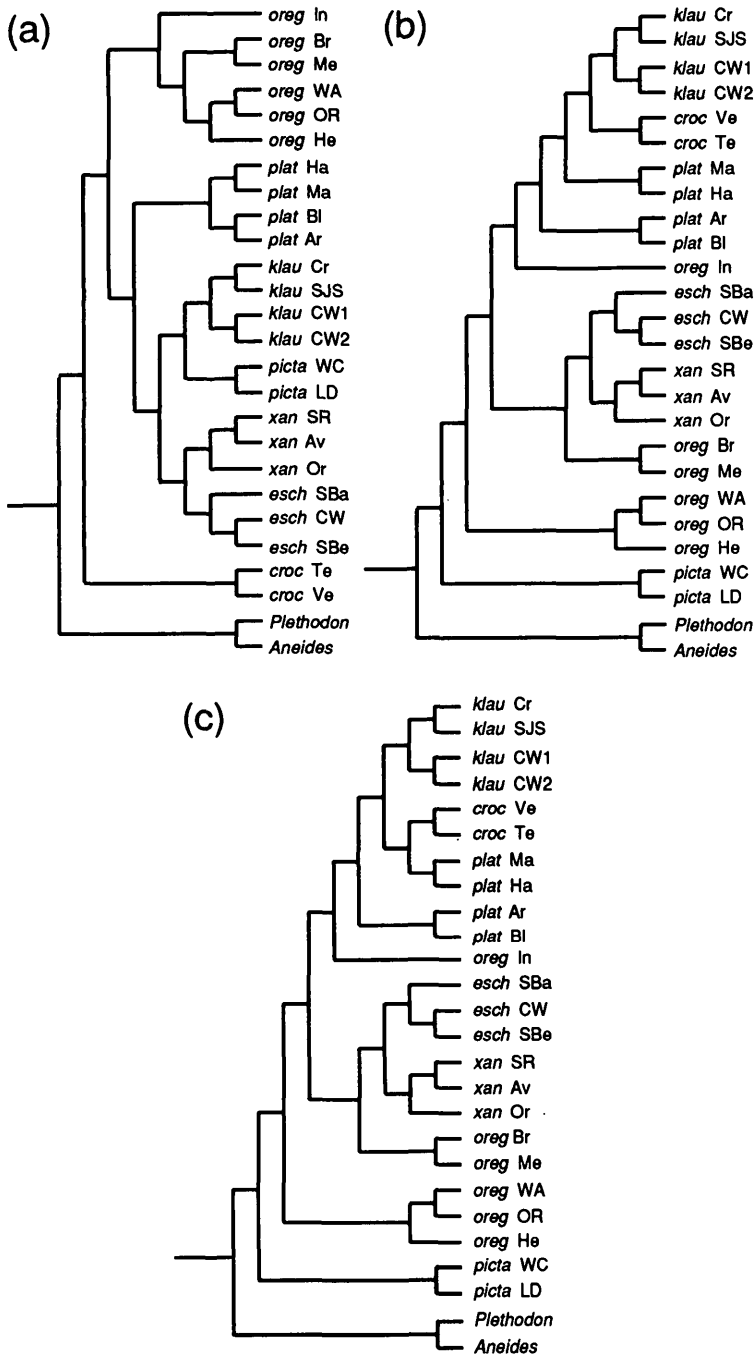 (a)
oreg In
oreg Br
oreg Me
oreg WA
oreg OR
oreg He
plat Ha
plat Ma
plat Bl
plat Ar
klau Cr
klau SJS
klau CW1
klau CW2
picta WC
picta LD
xan SR
xan Av
xan Or
esch SBa
esch CW
esch SBe
croc Te
croc Ve
Plethodon
Aneides
(b)
klau Cr
klau SJS
klau CW1
klau CW2
croc Ve
croc Te
plat Ma
plat Ha
plat Ar
plat Bl
oreg In
esch SBa
esch CW
esch SBe
xan SR
xan Av
xan Or
oreg Br
oreg Me
oreg WA
oreg OR
oreg He
picta WC
picta LD
Plethodon
Aneides
(c)
klau Cr
klau SJS
klau CW1
klau CW2
croc Ve
croc Te
plat Ma
plat Ha
plat Ar
plat Bl
oreg In
esch SBa
esch CW
esch SBe
xan SR
xan Av
xan Or
oreg Br
oreg Me
oreg WA
oreg OR
oreg He
picta WC
picta LD
Plethodon
Aneides